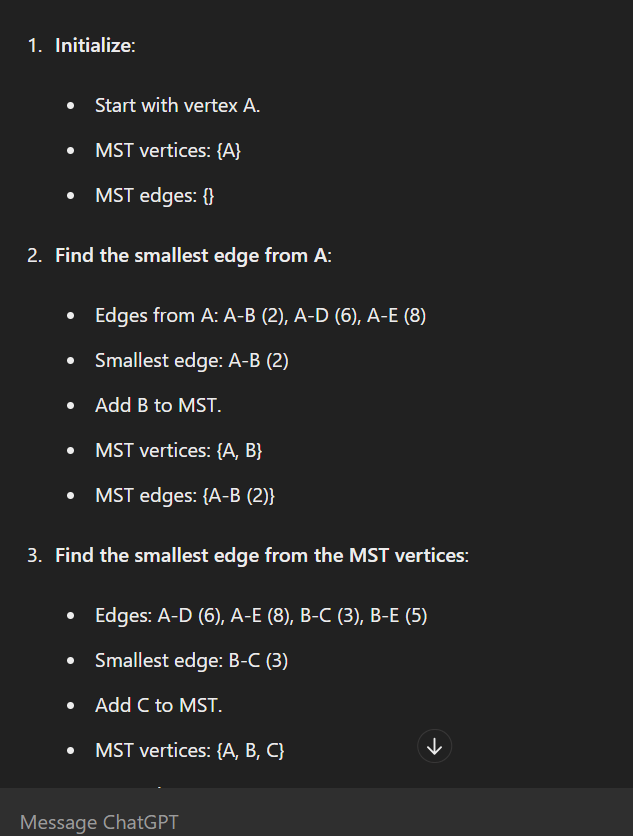 1. Initialize:
• Start with vertex A.
• MST vertices: {A}
• MST edges: {}
2. Find the smallest edge from A:
• Edges from A: A-B (2), A-D (6), A-E (8)
• Smallest edge: A-B (2)
• Add B to MST.
• MST vertices: {A, B}
• MST edges: {A-B (2)}
3. Find the smallest edge from the MST vertices:
• Edges: A-D (6), A-E (8), B-C (3), B-E (5)
• Smallest edge: B-C (3)
• Add C to MST.
• MST vertices: {A, B, C}
Message ChatGPT